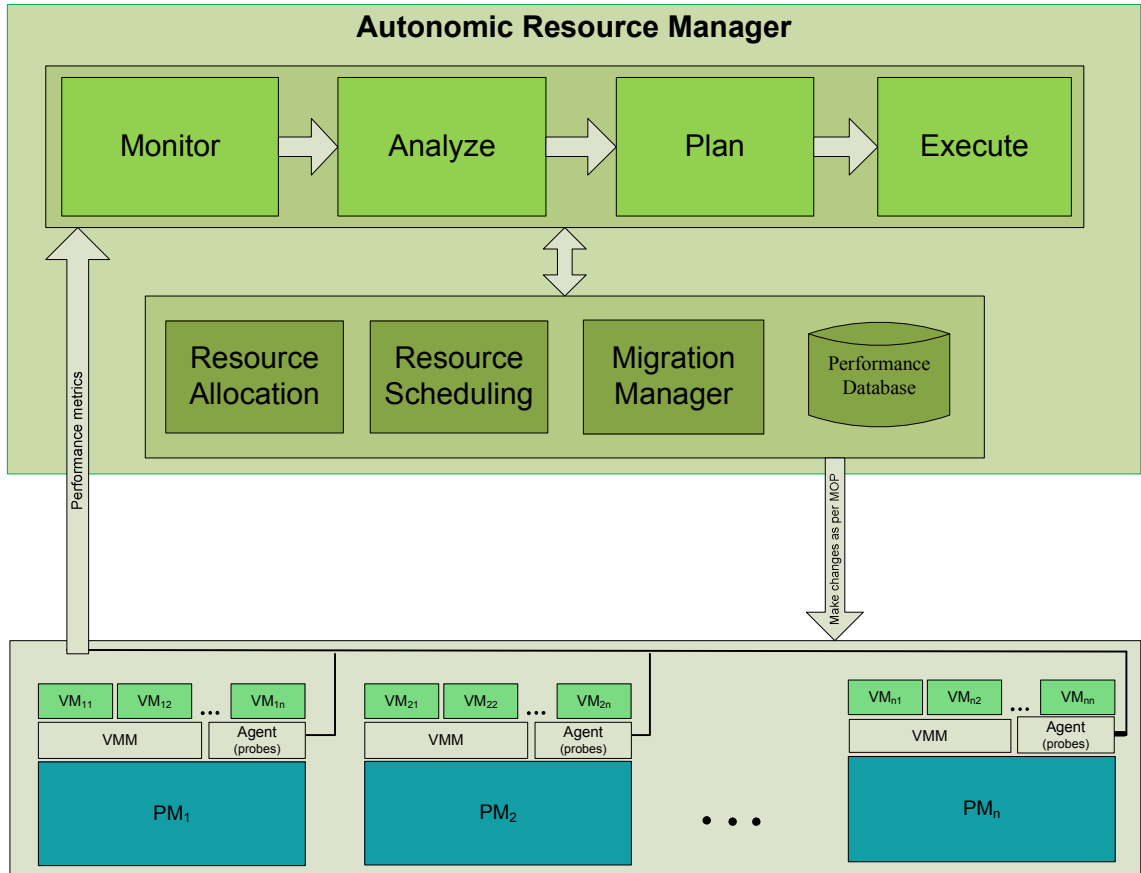 Autonomic Resource Manager
Monitor
Analyze
Plan
Execute
Performance metrics
Resource
Allocation
Resource
Scheduling
Migration
Manager
Performance
Database
Make changes as per MOP
VM₁₁
VM₁₂
...
VM₁ₙ
VMM
Agent
(probes)
PM₁
VM₂₁
VM₂₂
...
VM₂ₙ
VMM
Agent
(probes)
PM₂
• • •
VMₙ₁
VMₙ₂
...
VMₙₙ
VMM
Agent
(probes)
PMₙ